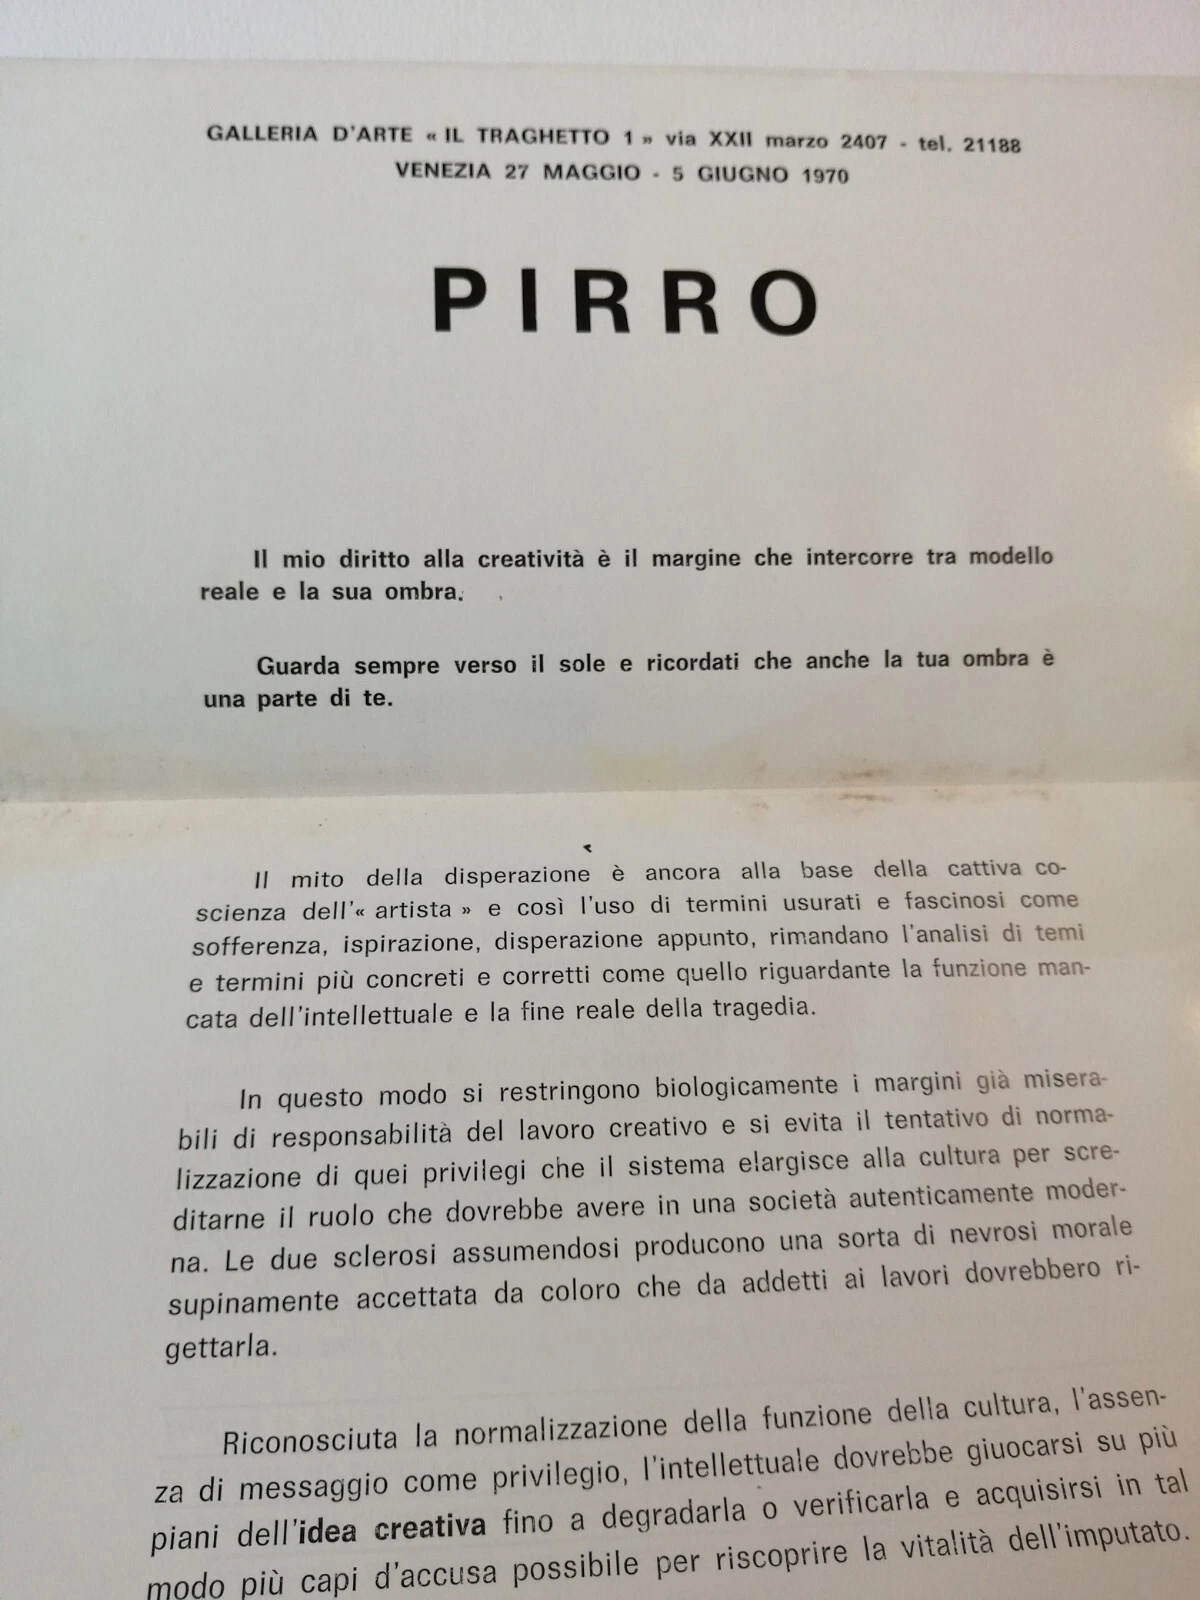 GALLERIA D'ARTE « IL TRAGHETTO 1 » via XXII marzo 2407 - tel. 21188
VENEZIA 27 MAGGIO - 5 GIUGNO 1970
PIRRO
Il mio diritto alla creatività è il margine che intercorre tra modello
reale e la sua ombra.
Guarda sempre verso il sole e ricordati che anche la tua ombra è
una parte di te.
Il mito della disperazione è ancora alla base della cattiva co-
scienza dell'« artista » e così l'uso di termini usurati e fascinosi come
sofferenza, ispirazione, disperazione appunto, rimandano l'analisi di temi
e termini più concreti e corretti come quello riguardante la funzione man-
cata dell'intellettuale e la fine reale della tragedia.
In questo modo si restringono biologicamente i margini già misera-
bili di responsabilità del lavoro creativo e si evita il tentativo di norma-
lizzazione di quei privilegi che il sistema elargisce alla cultura per scre-
ditarne il ruolo che dovrebbe avere in una società autenticamente moder-
na. Le due sclerosi assumendosi producono una sorta di nevrosi morale
supinamente accettata da coloro che da addetti ai lavori dovrebbero ri-
gettarla.
Riconosciuta la normalizzazione della funzione della cultura, l'assen-
za di messaggio come privilegio, l'intellettuale dovrebbe giuocarsi su più
piani dell'idea creativa fino a degradarla o verificarla e acquisirsi in tal
modo più capi d'accusa possibile per riscoprire la vitalità dell'imputato.